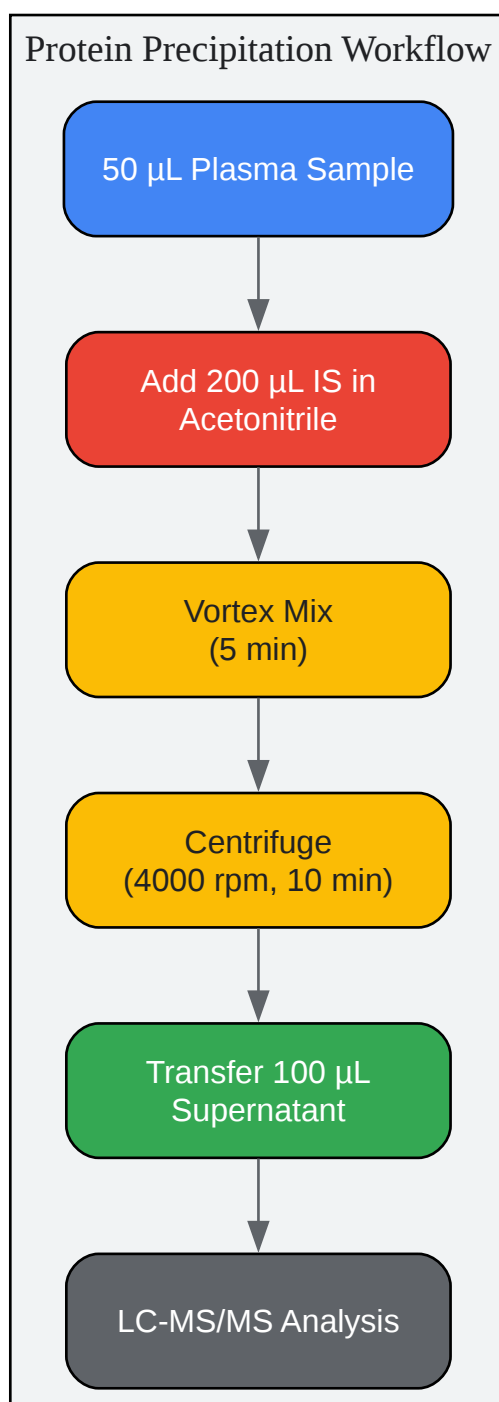 Protein Precipitation Workflow
50 µL Plasma Sample
Add 200 µL IS in
Acetonitrile
Vortex Mix
(5 min)
Centrifuge
(4000 rpm, 10 min)
Transfer 100 µL
Supernatant
LC-MS/MS Analysis